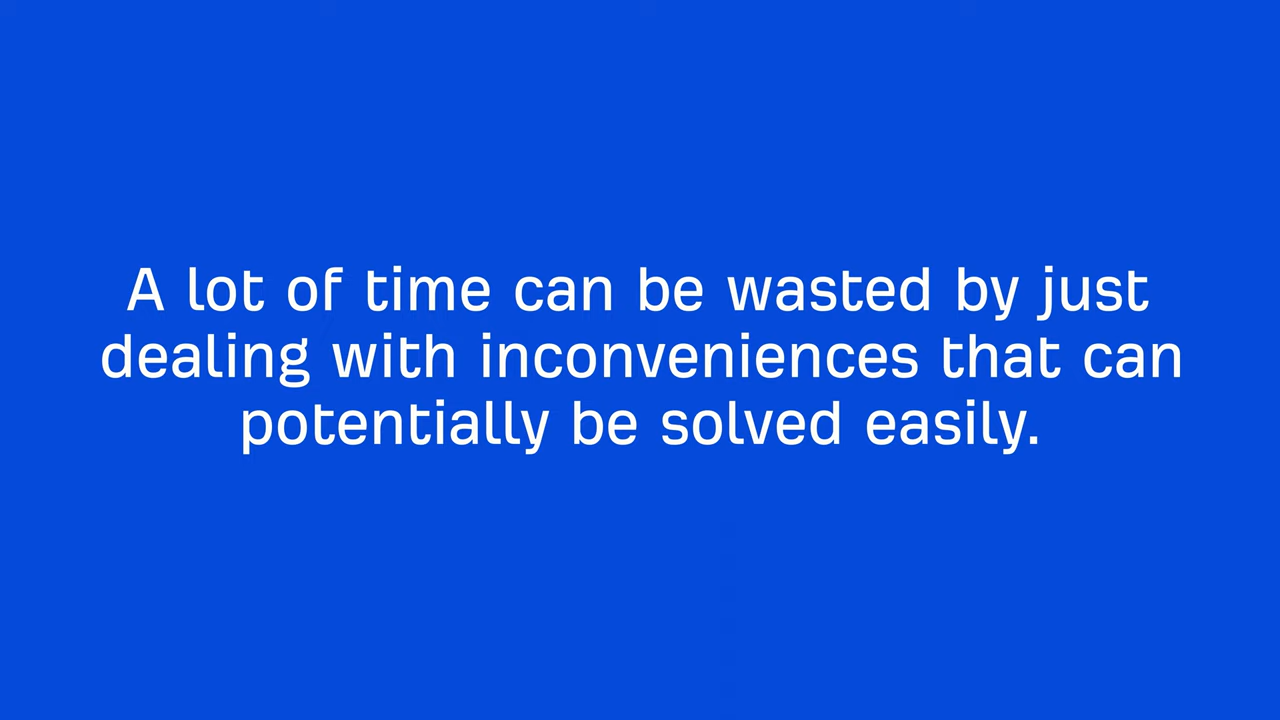 A lot of time can be wasted by just
dealing with inconveniences that can
potentially be solved easily.